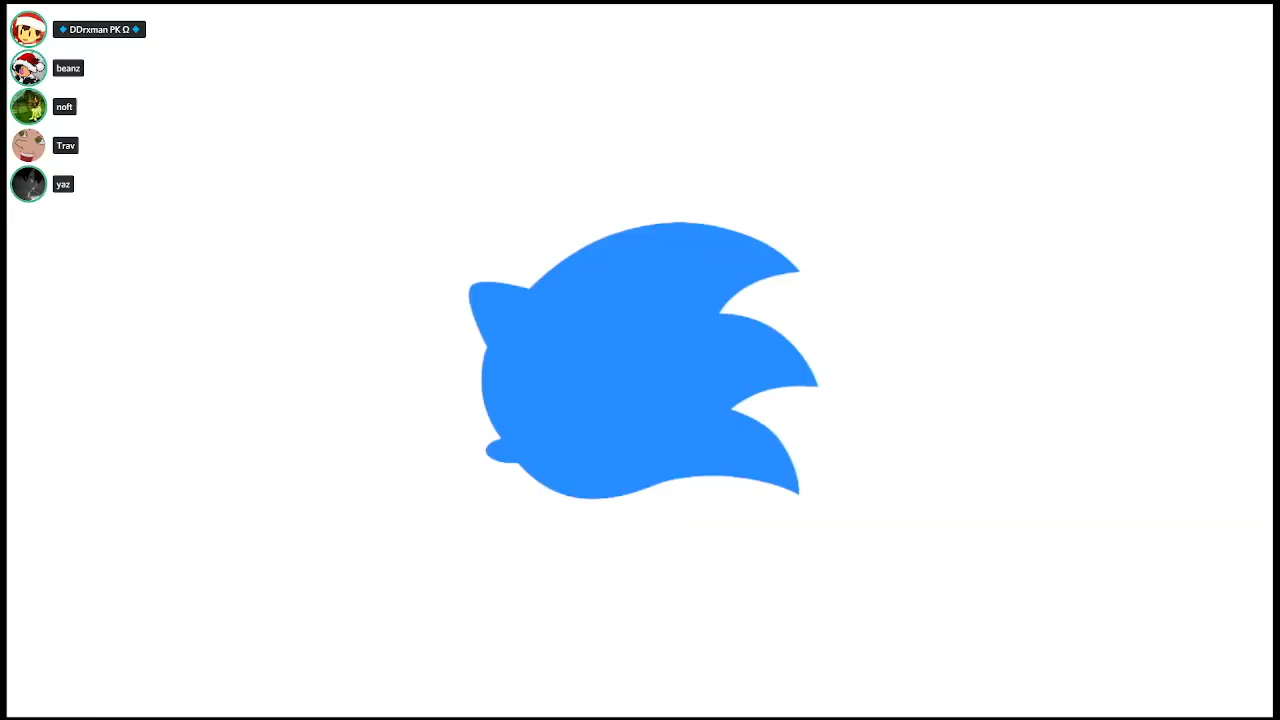 🔹 DDrxman PK Ω 🔹
beanz
noft
Trav
yaz